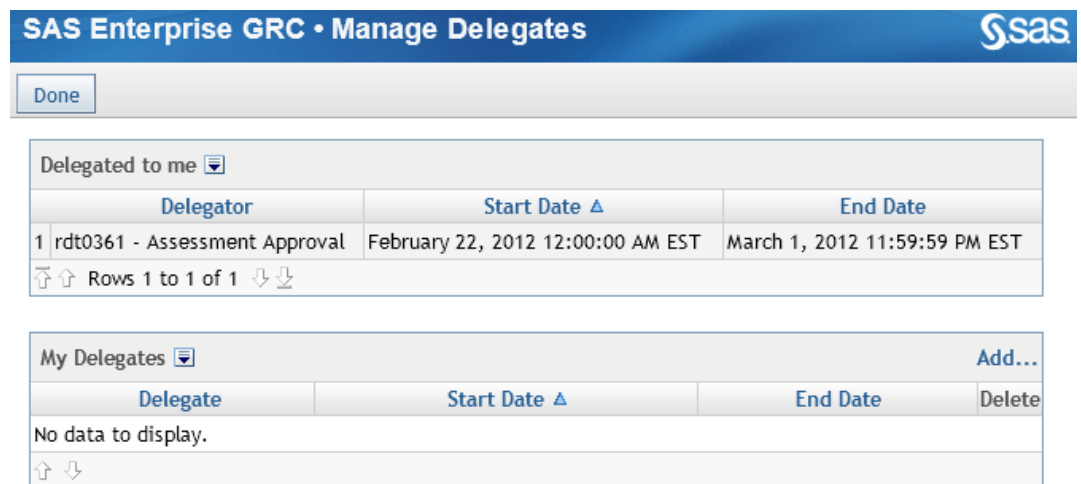 SAS Enterprise GRC • Manage Delegates
sas
Done
Delegated to me
Delegator Start Date End Date
1 rdt0361 - Assessment Approval February 22, 2012 12:00:00 AM EST March 1, 2012 11:59:59 PM EST
Rows 1 to 1 of 1
My Delegates Add...
Delegate Start Date End Date Delete
No data to display.